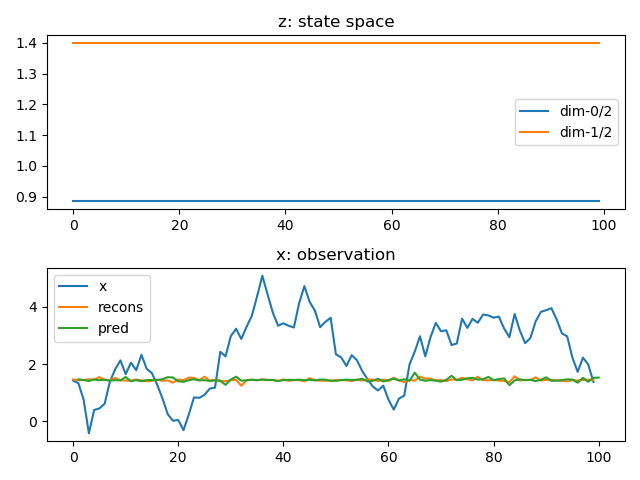 z: state space
1.4
1.3
1.2
1.1
1.0
0.9
dim-0/2
dim-1/2
0 20 40 60 80 100
x: observation
4
2
0
x
recons
pred
0 20 40 60 80 100